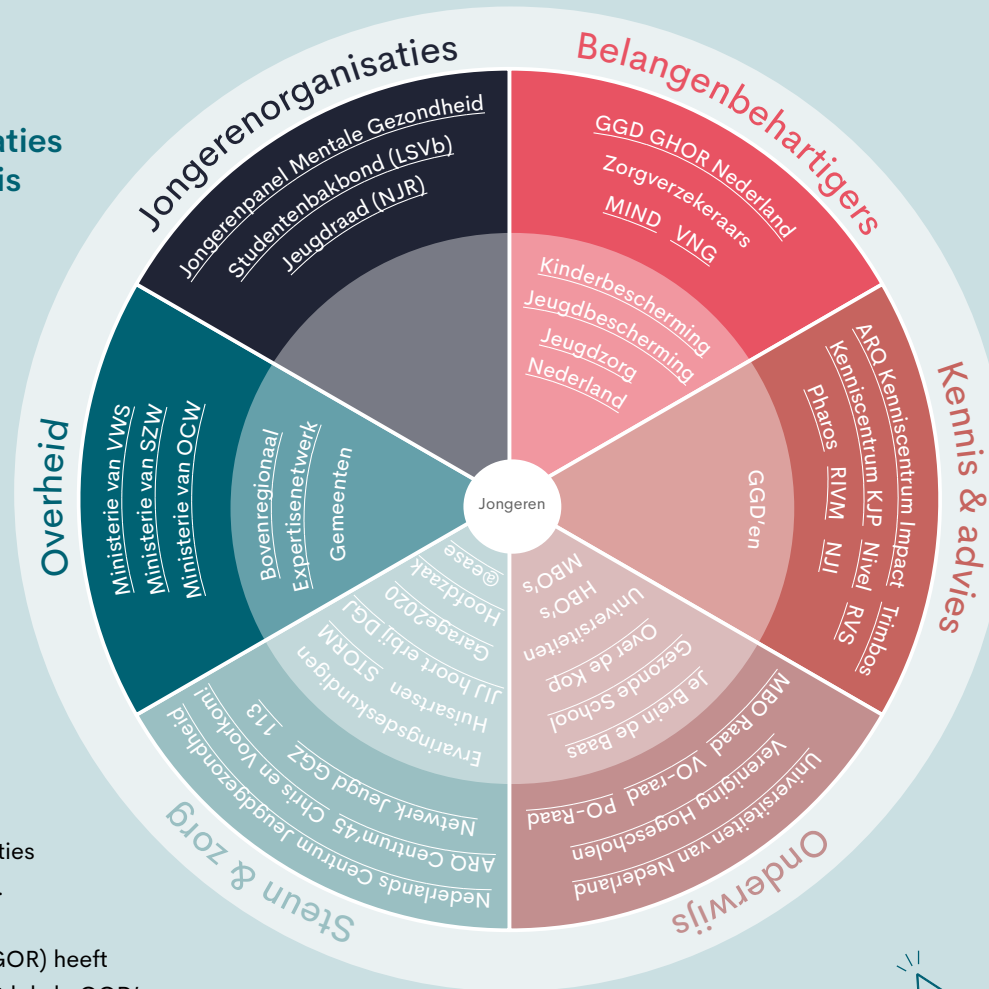 aties
is
Jongerenorganisaties
Jongerenpanel Mentale Gezondheid
Studentenbakbond (LSVb)
Jeugdraad (NJR)
Belangenbehartigers
GGD GHOR Nederland
Zorgverzekeraars
MIND VNG
Kinderbescherming
Jeugdbescherming
Jeugdzorg
Nederland
Kennis & advies
ARQ Kenniscentrum Impact Trimbos
Kenniscentrum KJP Nivel RVS
Pharos RIVM NJI
GGD'en
Onderwijs
MBO's
HBO's
Universiteiten
Over de Kop
Gezonde School
Je Brein de Baas
MBO Raad VO-raad PO-Raad
Vereniging Hogescholen
Universiteiten van Nederland
Steun & zorg
@ease
Hoofdzaak
Garage2020
JIJ hoort erbij DGJ
Huisartsen STORM
Ervaringsdeskundigen
Netwerk Jeugd GGZ 113
ARQ Centrum'45 Chris en Voorkom!
Nederlands Centrum Jeugdgezondheid
Overheid
Ministerie van VWS
Ministerie van SZW
Ministerie van OCW
Bovenregionaal
Expertisenetwerk
Gemeenten
Jongeren
ties
GOR) heeft